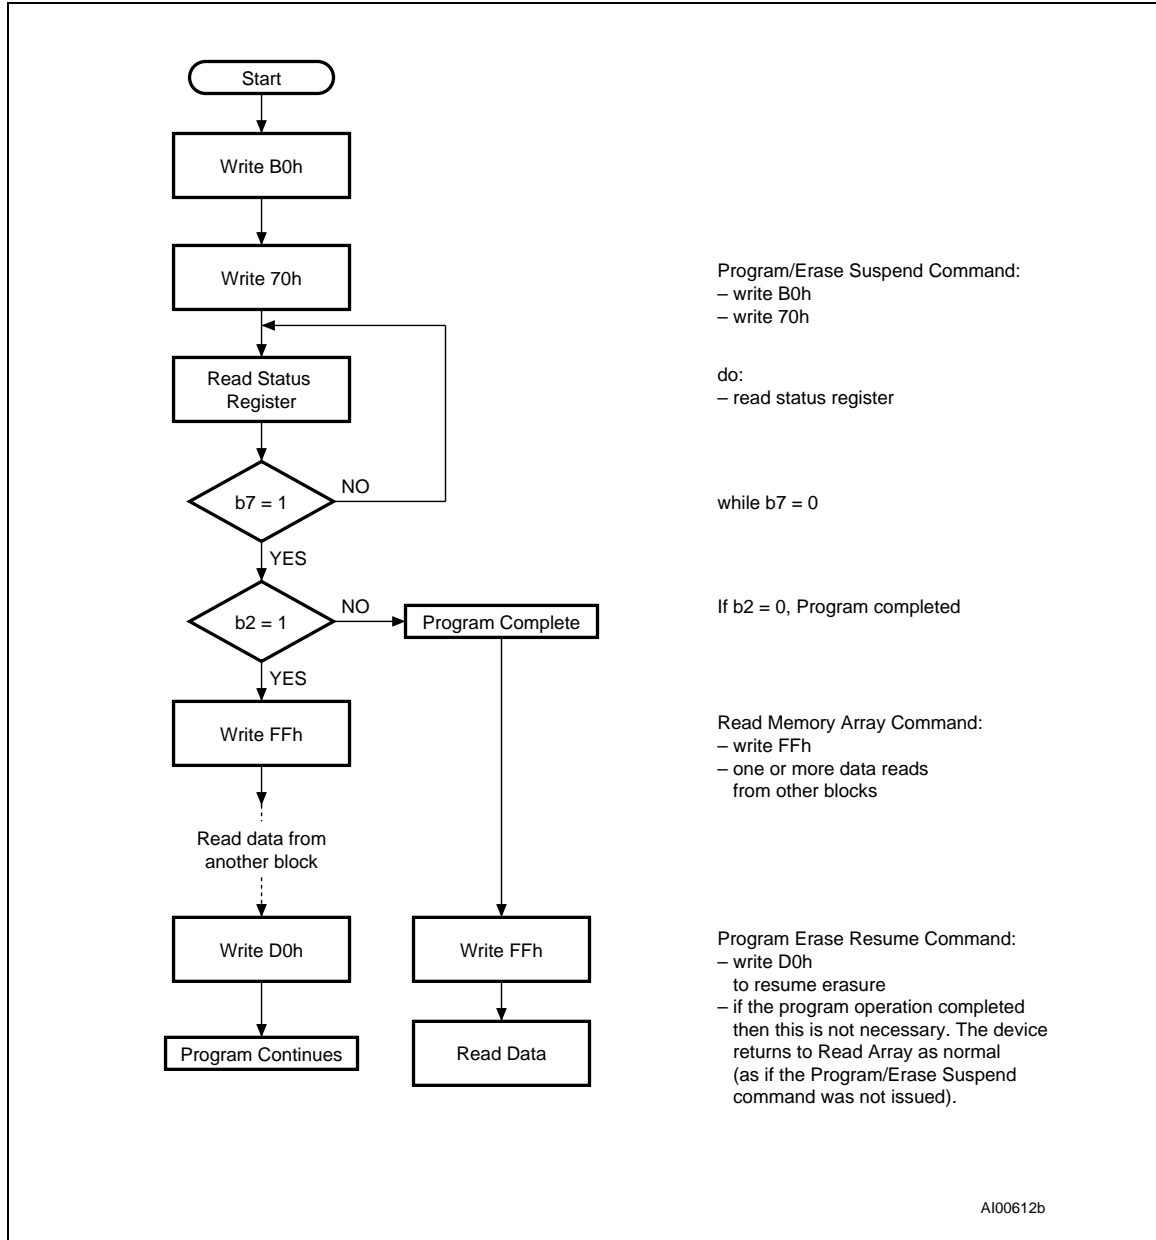 Start
Write B0h
Write 70h
Program/Erase Suspend Command:
– write B0h
– write 70h
Read Status
Register
do:
– read status register
b7 = 1
NO
while b7 = 0
YES
b2 = 1
NO
Program Complete
If b2 = 0, Program completed
YES
Write FFh
Read Memory Array Command:
– write FFh
– one or more data reads
from other blocks
Read data from
another block
Write D0h
Write FFh
Program Erase Resume Command:
– write D0h
to resume erasure
– if the program operation completed
then this is not necessary. The device
returns to Read Array as normal
(as if the Program/Erase Suspend
command was not issued).
Program Continues
Read Data
AI00612b